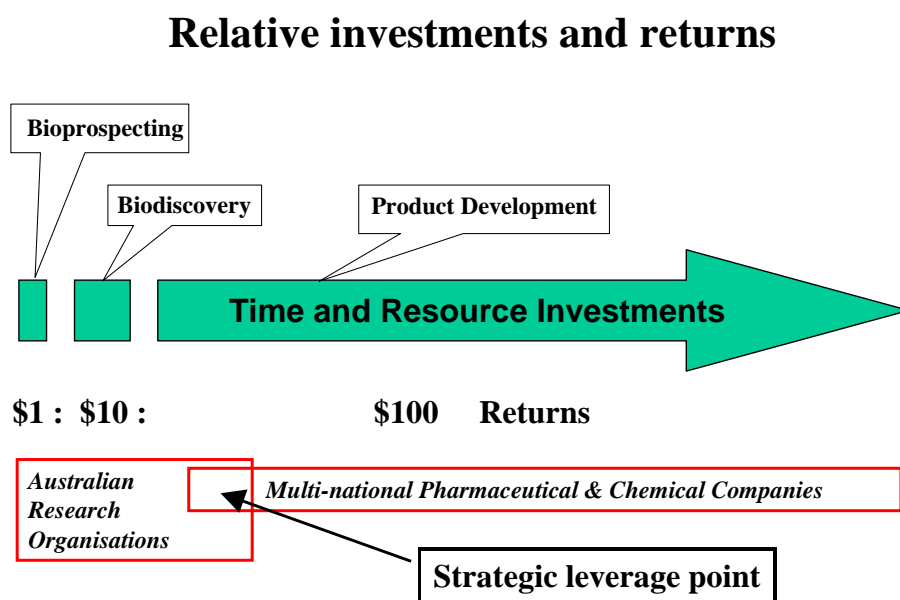 Relative investments and returns
Bioprospecting
Biodiscovery
Product Development
Time and Resource Investments
$1 : $10 : $100 Returns
Australian
Research
Organisations
Multi-national Pharmaceutical & Chemical Companies
Strategic leverage point